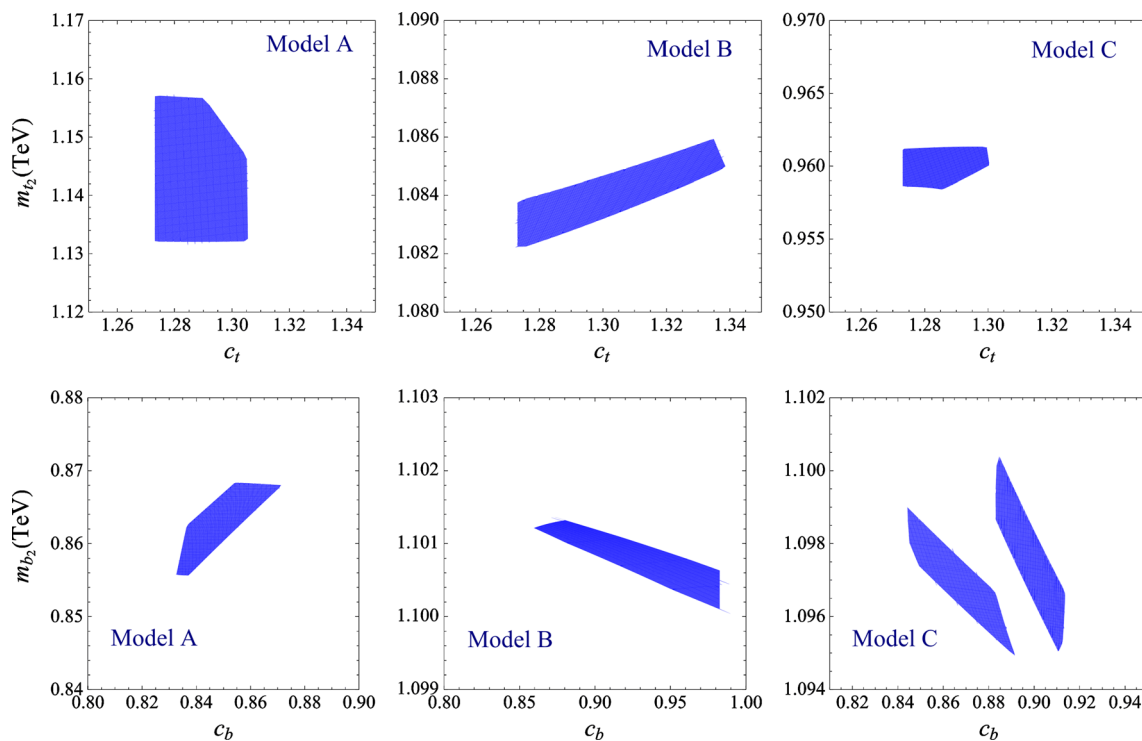 1.17
1.16
1.15
1.14
1.13
1.12
m_{t_2}(TeV)
Model A
1.26 1.28 1.30 1.32 1.34
c_t
1.090
1.088
1.086
1.084
1.082
1.080
Model B
1.26 1.28 1.30 1.32 1.34
c_t
0.970
0.965
0.960
0.955
0.950
Model C
1.26 1.28 1.30 1.32 1.34
c_t
0.88
0.87
0.86
0.85
0.84
m_{b_2}(TeV)
Model A
0.80 0.82 0.84 0.86 0.88 0.90
c_b
1.103
1.102
1.101
1.100
1.099
Model B
0.80 0.85 0.90 0.95 1.00
c_b
1.102
1.100
1.098
1.096
1.094
Model C
0.82 0.84 0.86 0.88 0.90 0.92 0.94
c_b